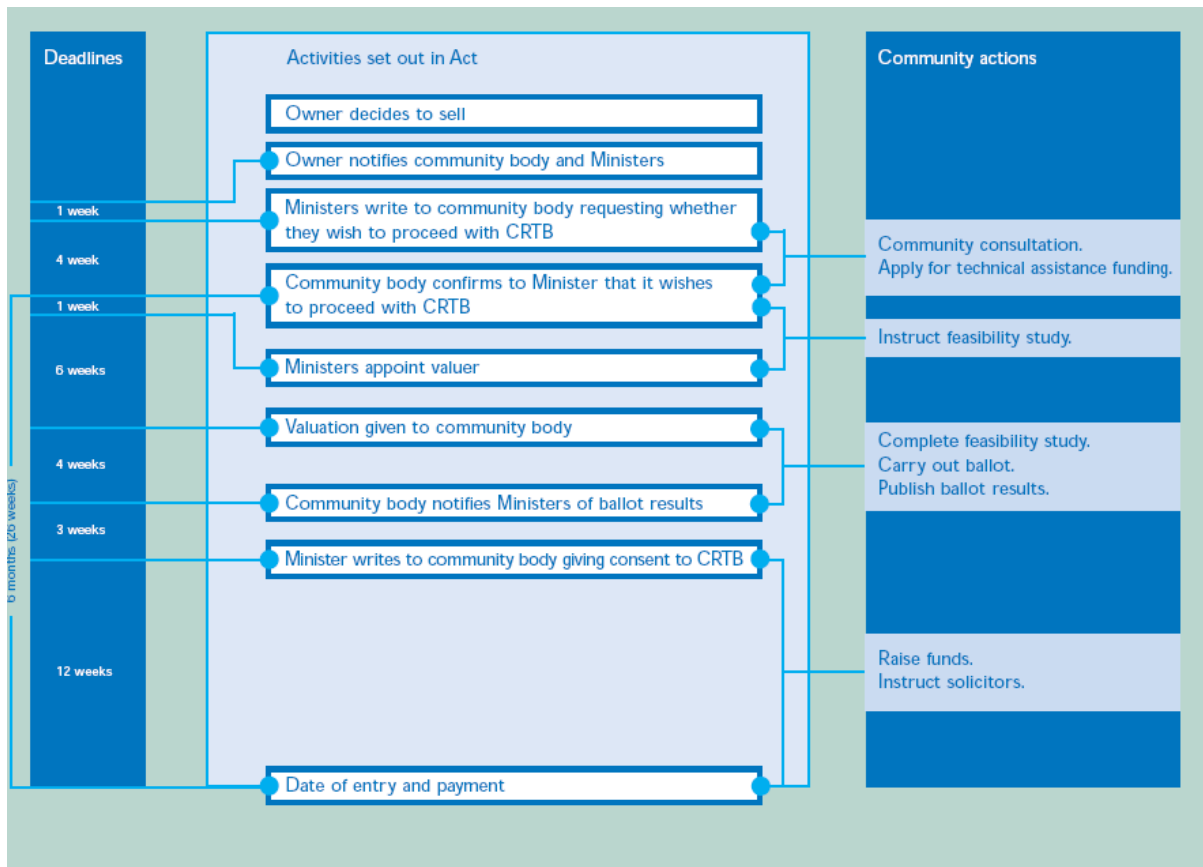 Deadlines
1 week
4 week
1 week
6 weeks
4 weeks
3 weeks
12 weeks
6 months (26 weeks)
Activities set out in Act
Owner decides to sell
Owner notifies community body and Ministers
Ministers write to community body requesting whether
they wish to proceed with CRTB
Community body confirms to Minister that it wishes
to proceed with CRTB
Ministers appoint valuer
Valuation given to community body
Community body notifies Ministers of ballot results
Minister writes to community body giving consent to CRTB
Date of entry and payment
Community actions
Community consultation.
Apply for technical assistance funding.
Instruct feasibility study.
Complete feasibility study.
Carry out ballot.
Publish ballot results.
Raise funds.
Instruct solicitors.